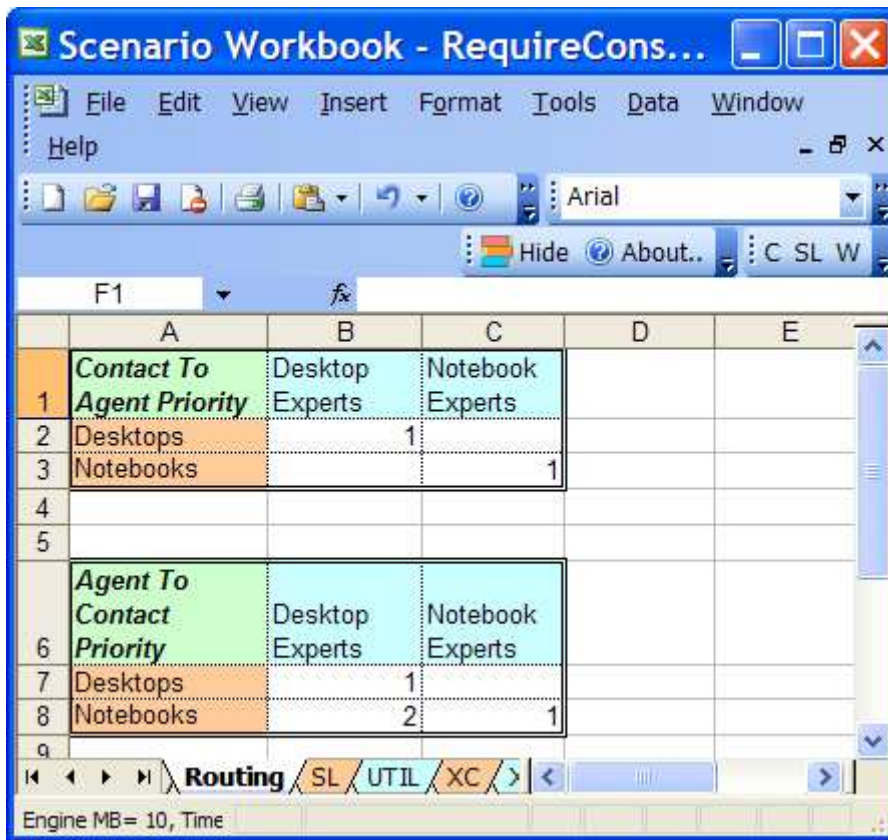 Scenario Workbook - RequireCons...
File Edit View Insert Format Tools Data Window
Help
Arial
Hide About.. C SL W
F1 fx
A B C D E
Contact To Desktop Notebook
1 Agent Priority Experts Experts
2 Desktops 1
3 Notebooks 1
4
5
Agent To
Contact Desktop Notebook
6 Priority Experts Experts
7 Desktops 1
8 Notebooks 2 1
9
Routing SL UTIL XC
Engine MB= 10, Time